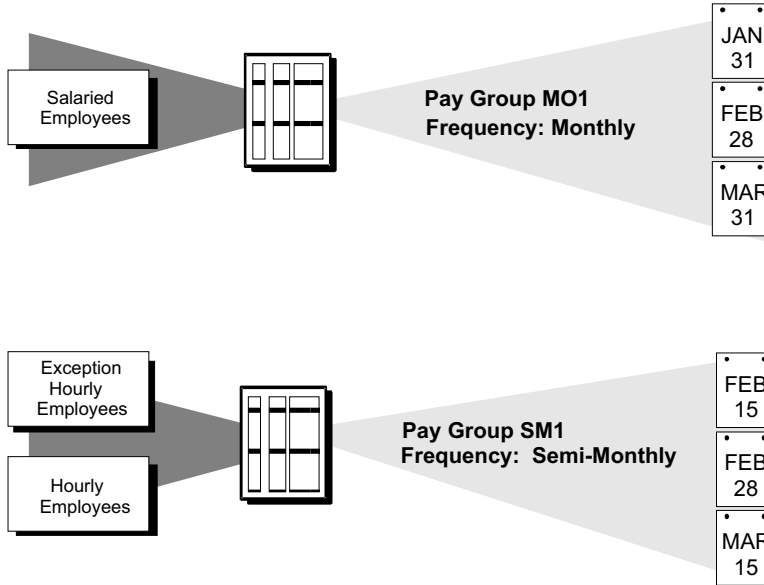 Salaried
Employees
Pay Group MO1
Frequency: Monthly
JAN
31
FEB
28
MAR
31
Exception
Hourly
Employees
Hourly
Employees
Pay Group SM1
Frequency: Semi-Monthly
FEB
15
FEB
28
MAR
15